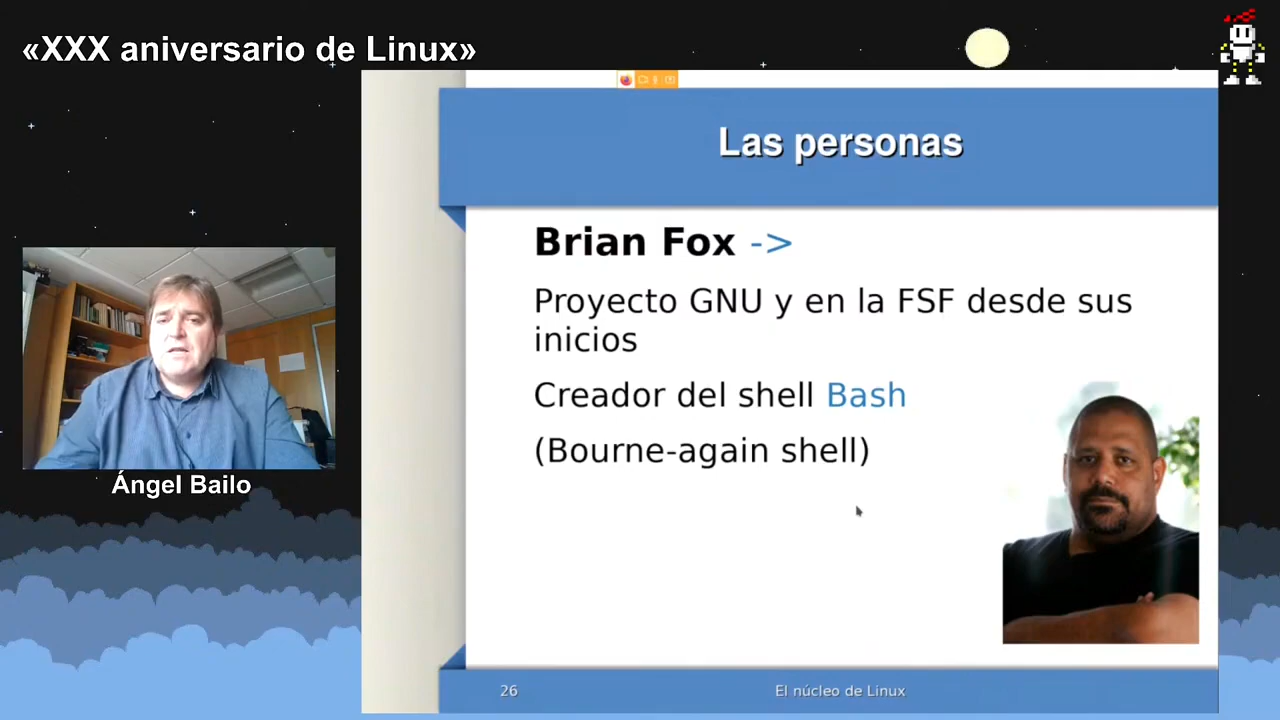 «XXX aniversario de Linux»
Las personas
Brian Fox ->
Proyecto GNU y en la FSF desde sus
inicios
Creador del shell Bash
(Bourne-again shell)
Ángel Bailo
26
El núcleo de Linux